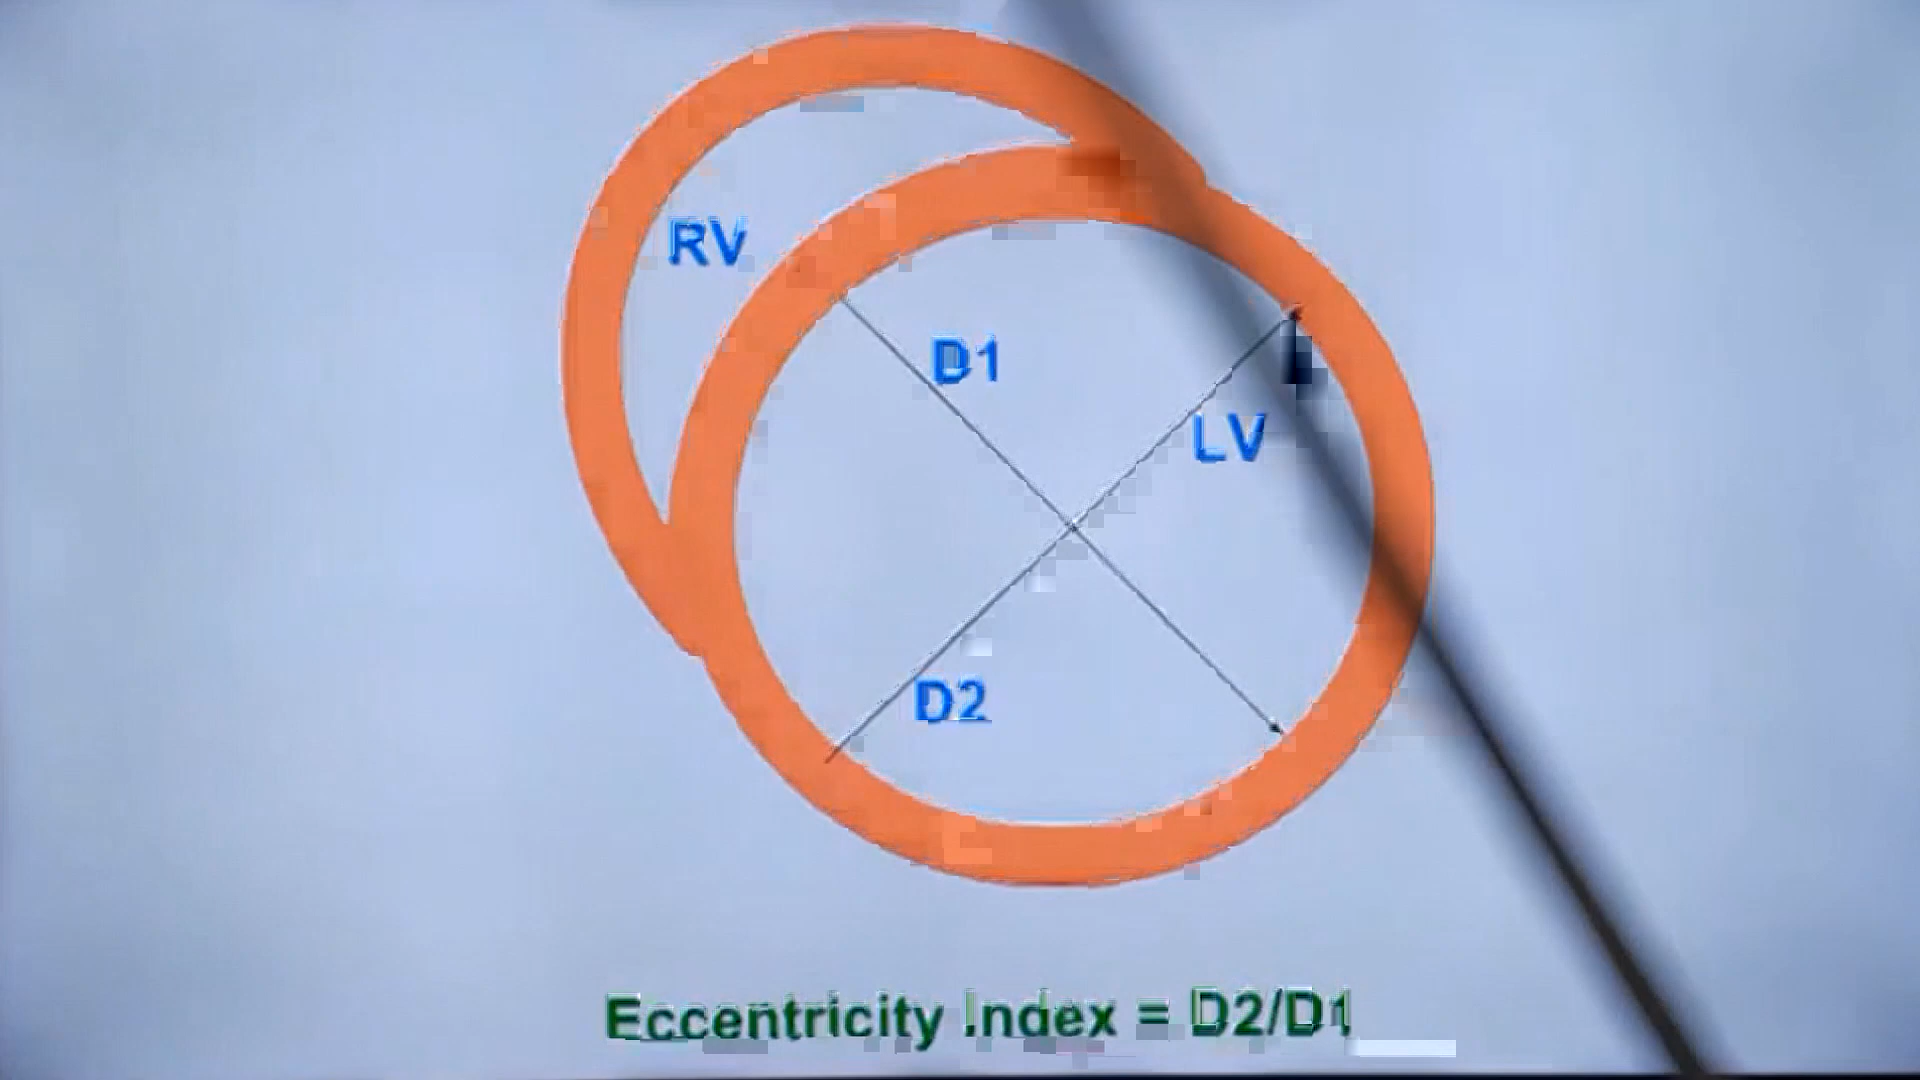 RV
D1
LV
D2
Eccentricity Index = D2/D1